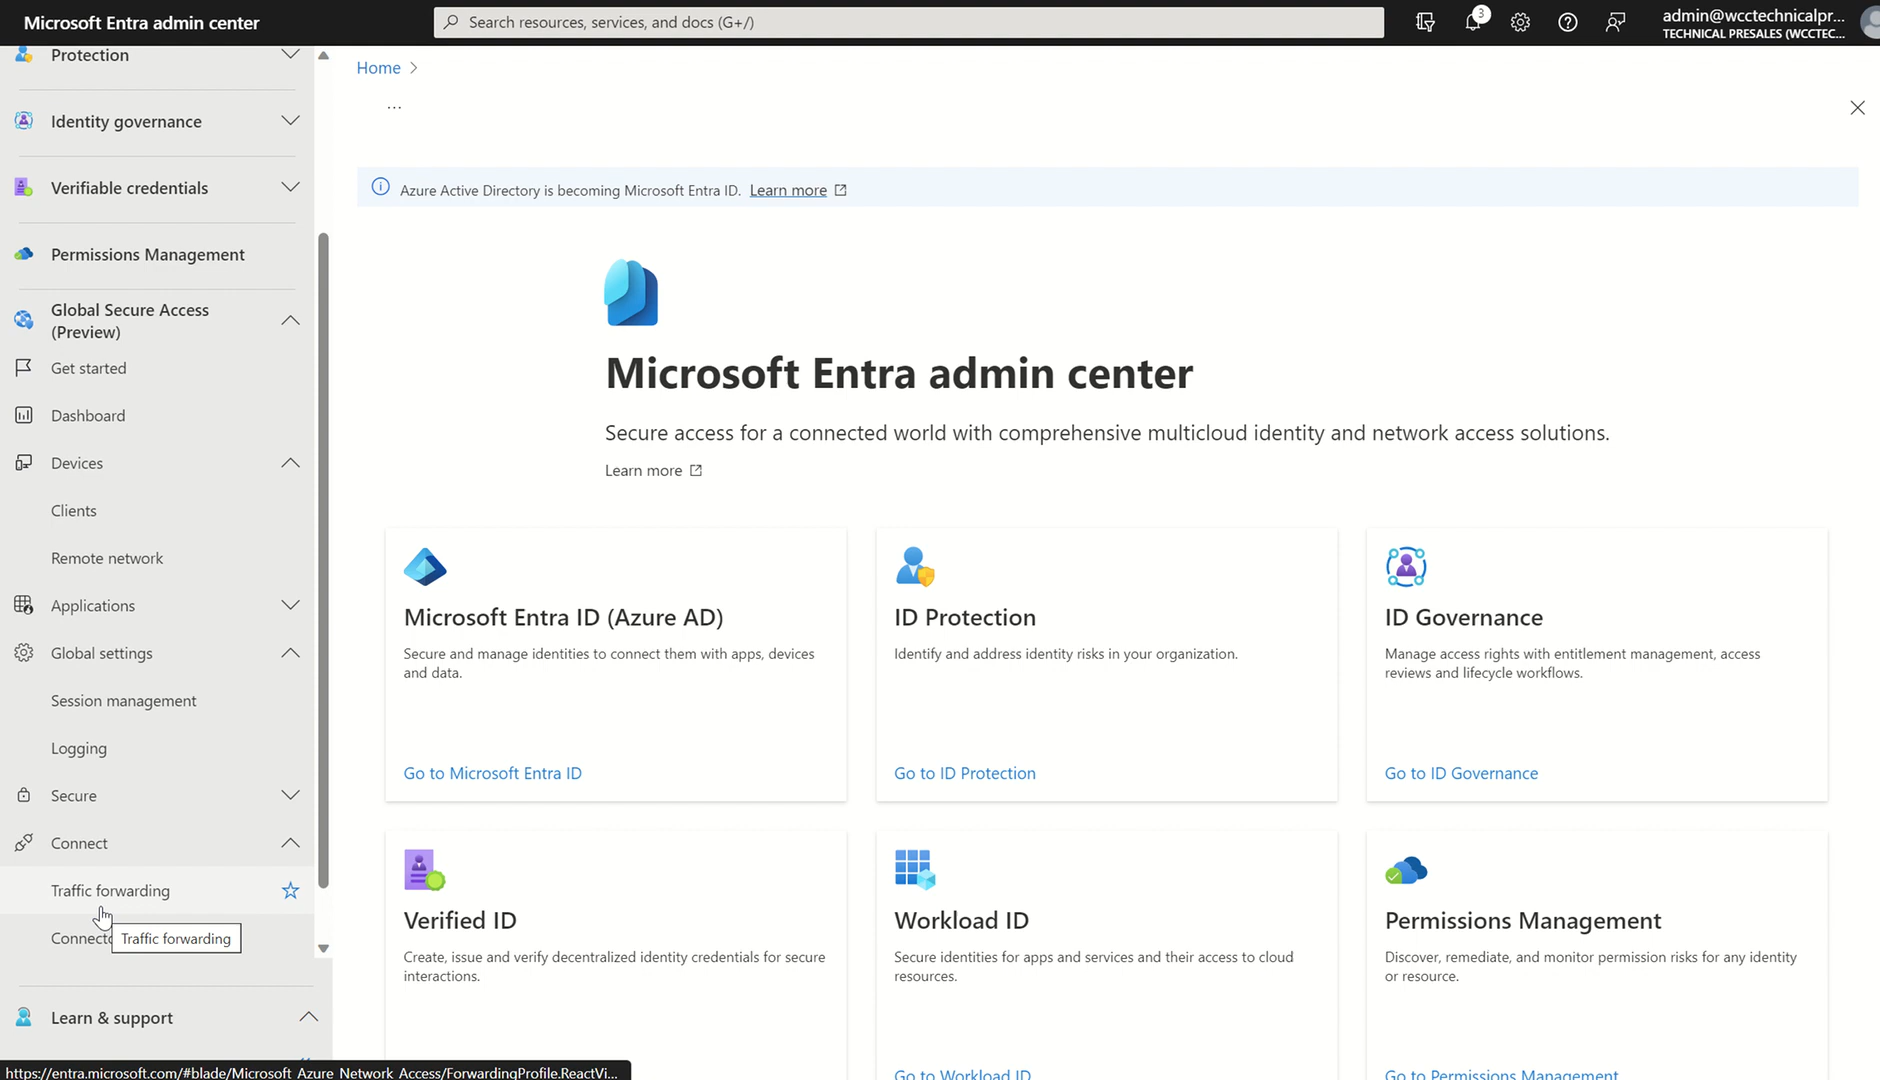 Microsoft Entra admin center
Search resources, services, and docs (G+/)
3
admin@wcctechnicalpr...
TECHNICAL PRESALES (WCCTEC...
Protection
Identity governance
Verifiable credentials
Permissions Management
Global Secure Access
(Preview)
Get started
Dashboard
Devices
Clients
Remote network
Applications
Global settings
Session management
Logging
Secure
Connect
Traffic forwarding
Traffic forwarding
Learn & support
https://entra.microsoft.com/#blade/Microsoft_Azure_Network_Access/ForwardingProfile.ReactVi...
Home
...
Azure Active Directory is becoming Microsoft Entra ID. Learn more
Microsoft Entra admin center
Secure access for a connected world with comprehensive multicloud identity and network access solutions.
Learn more
Microsoft Entra ID (Azure AD)
Secure and manage identities to connect them with apps, devices
and data.
Go to Microsoft Entra ID
ID Protection
Identify and address identity risks in your organization.
Go to ID Protection
ID Governance
Manage access rights with entitlement management, access
reviews and lifecycle workflows.
Go to ID Governance
Verified ID
Create, issue and verify decentralized identity credentials for secure
interactions.
Workload ID
Secure identities for apps and services and their access to cloud
resources.
Go to Workload ID
Permissions Management
Discover, remediate, and monitor permission risks for any identity
or resource.
Go to Permissions Management